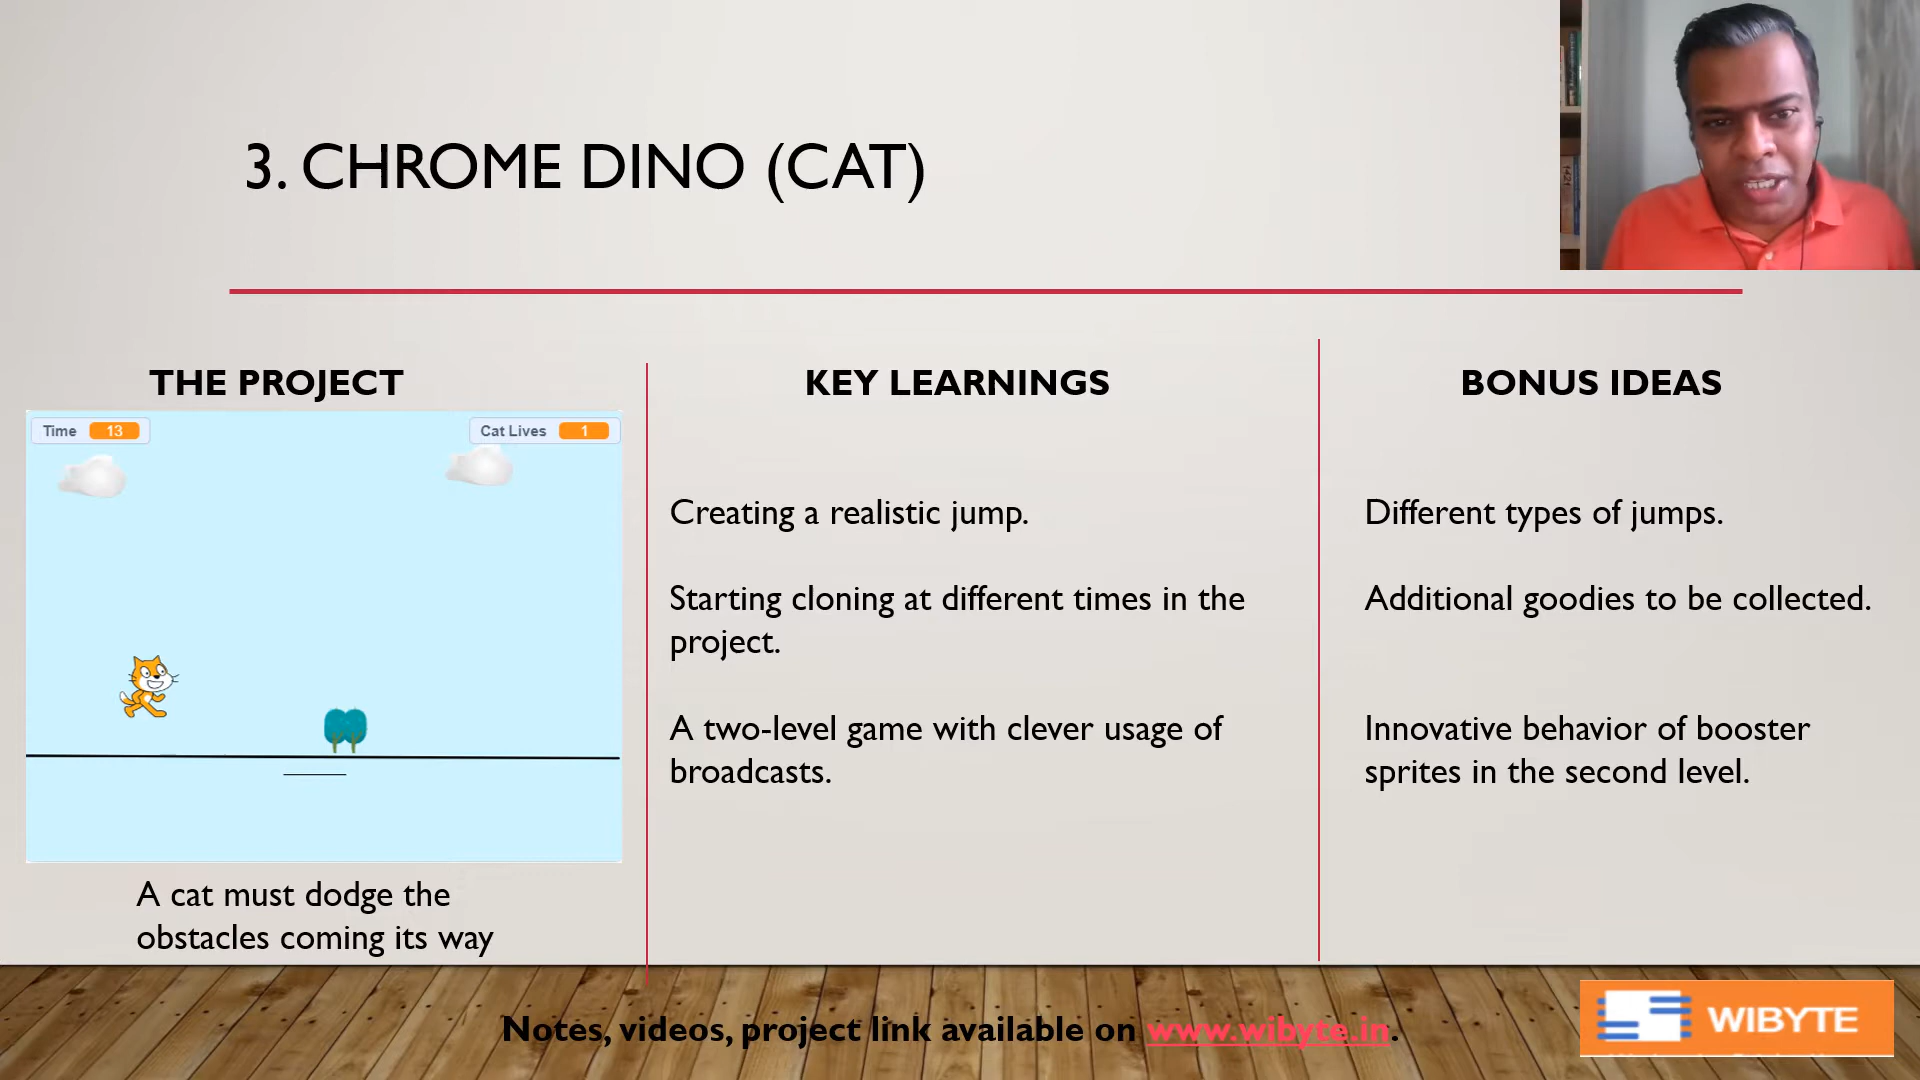 3. CHROME DINO (CAT)
THE PROJECT
Time 13
Cat Lives 1
A cat must dodge the
obstacles coming its way
KEY LEARNINGS
Creating a realistic jump.
Starting cloning at different times in the
project.
A two-level game with clever usage of
broadcasts.
BONUS IDEAS
Different types of jumps.
Additional goodies to be collected.
Innovative behavior of booster
sprites in the second level.
Notes, videos, project link available on www.wibyte.in.
WIBYTE